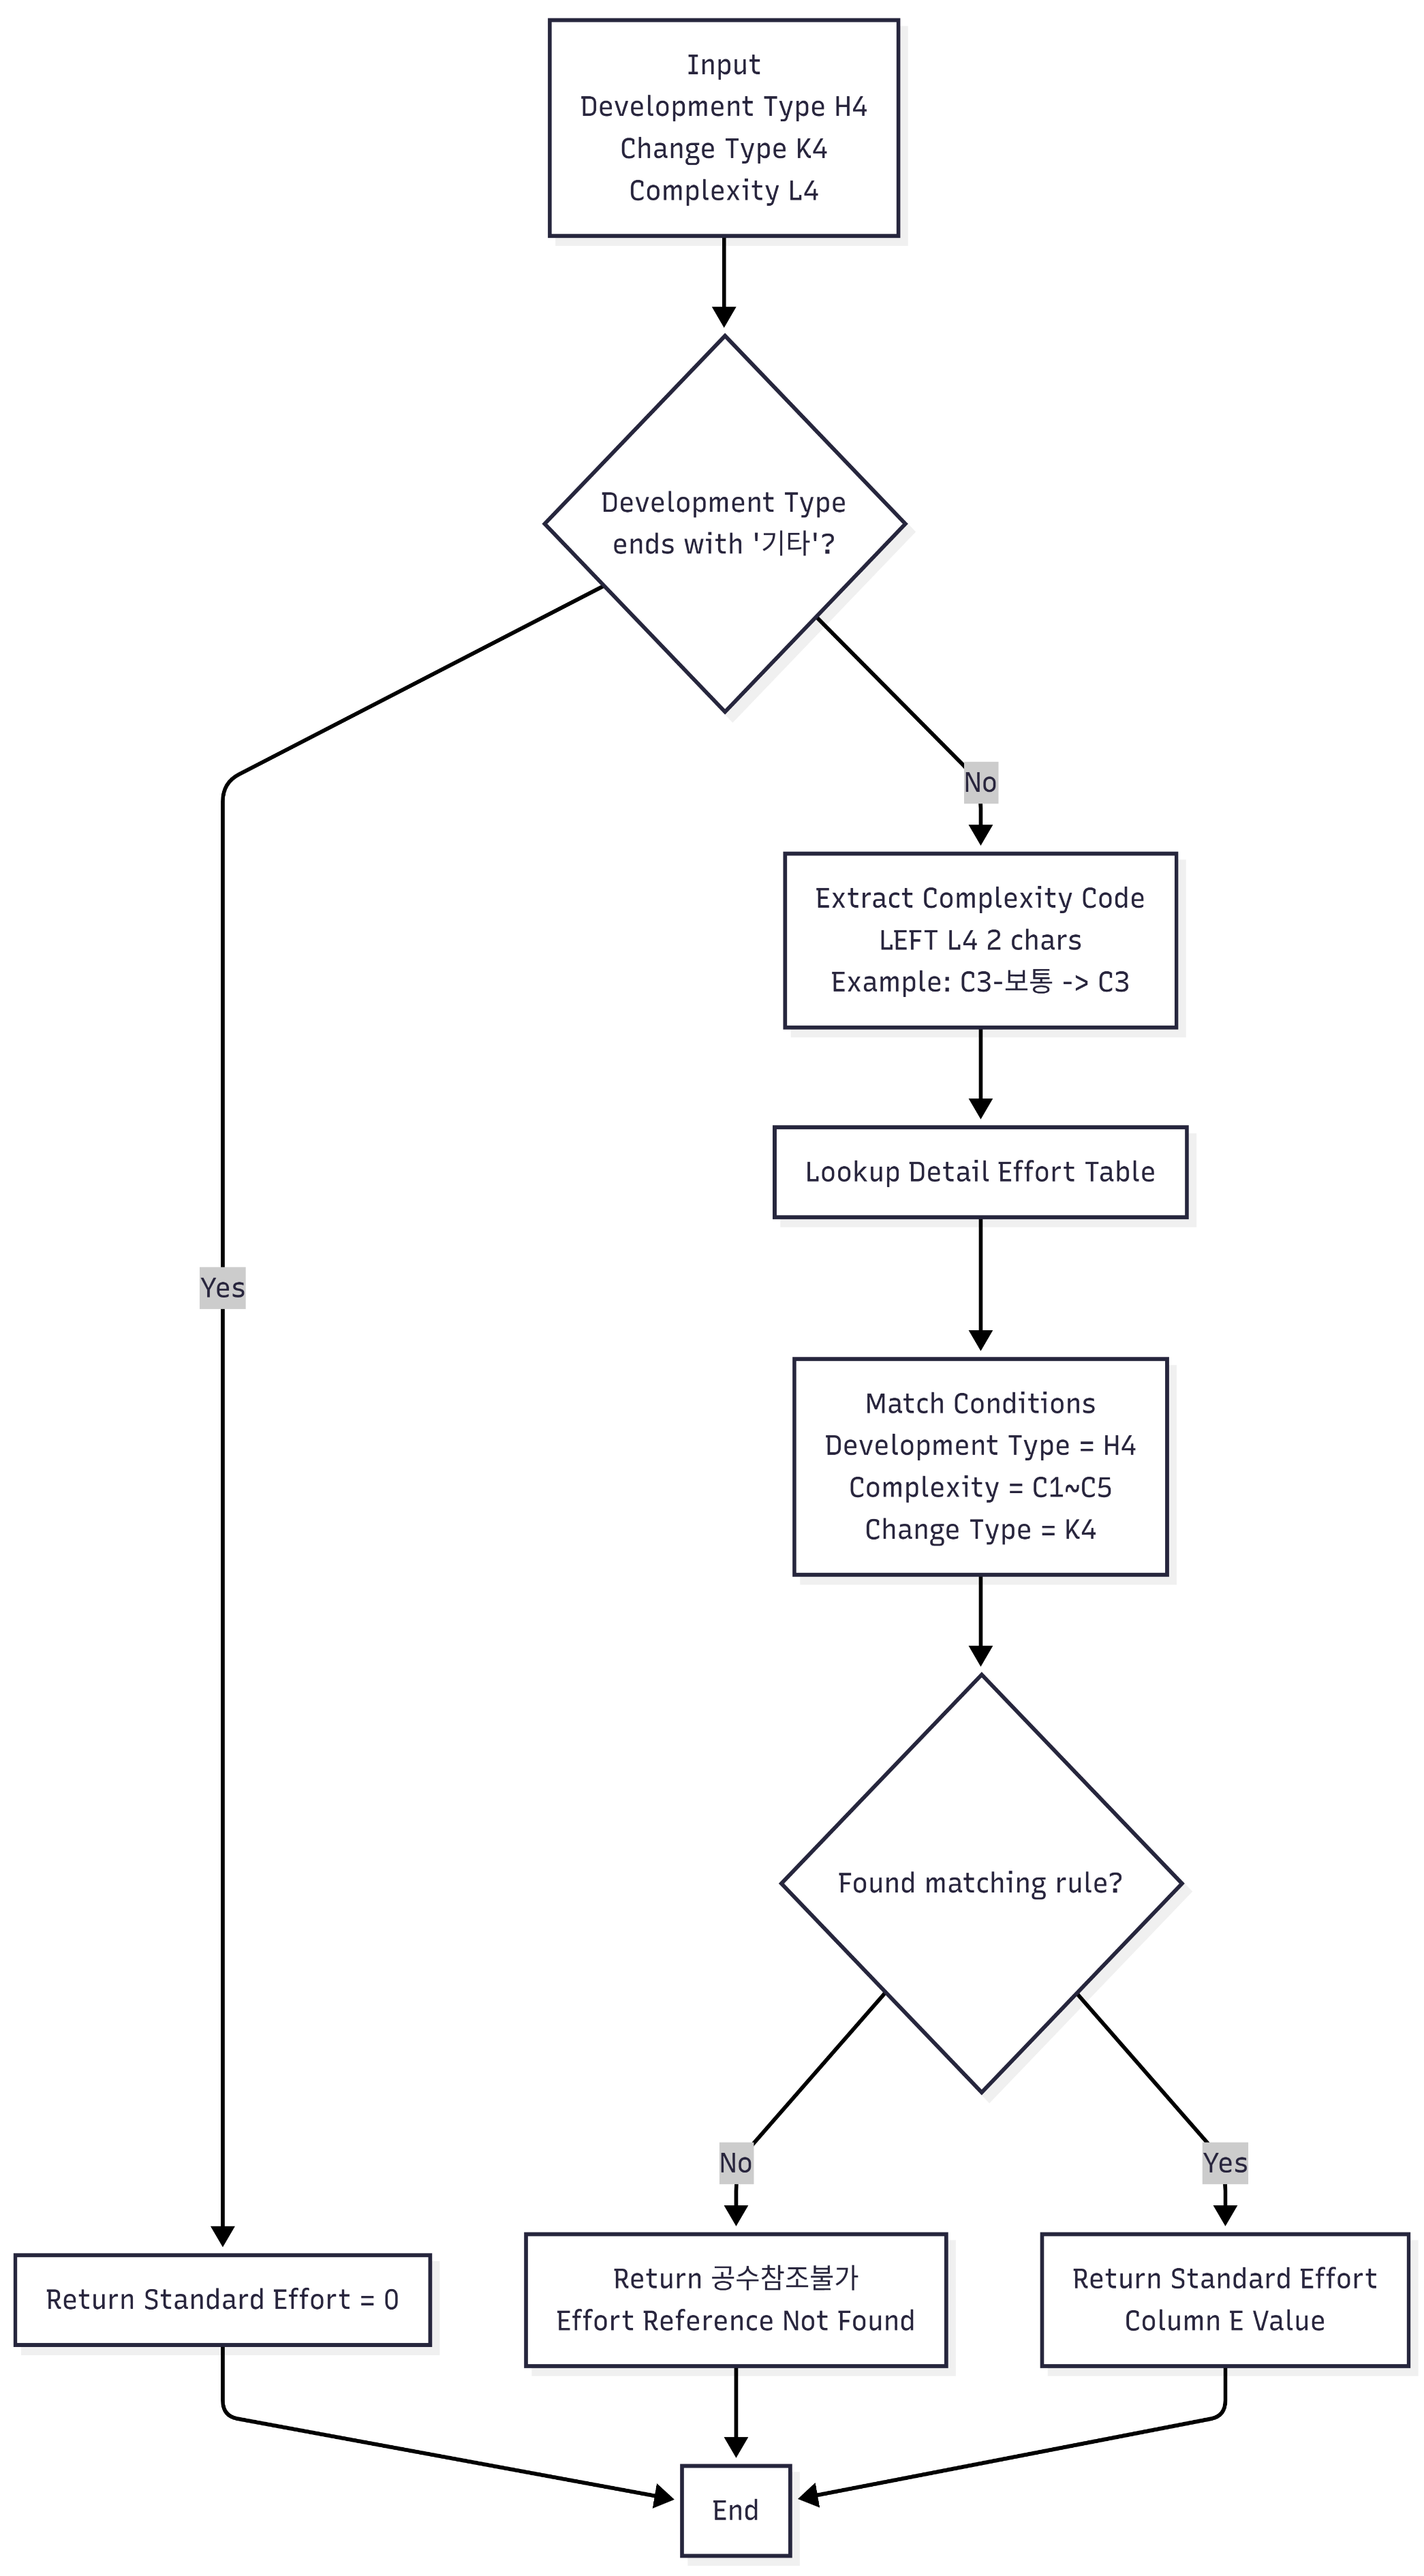 Input
Development Type H4
Change Type K4
Complexity L4
Development Type
ends with '기타'?
No
Extract Complexity Code
LEFT L4 2 chars
Example: C3-보통 -> C3
Lookup Detail Effort Table
Yes
Match Conditions
Development Type = H4
Complexity = C1~C5
Change Type = K4
Found matching rule?
No
Yes
Return Standard Effort = 0
Return 공수참조불가
Effort Reference Not Found
Return Standard Effort
Column E Value
End